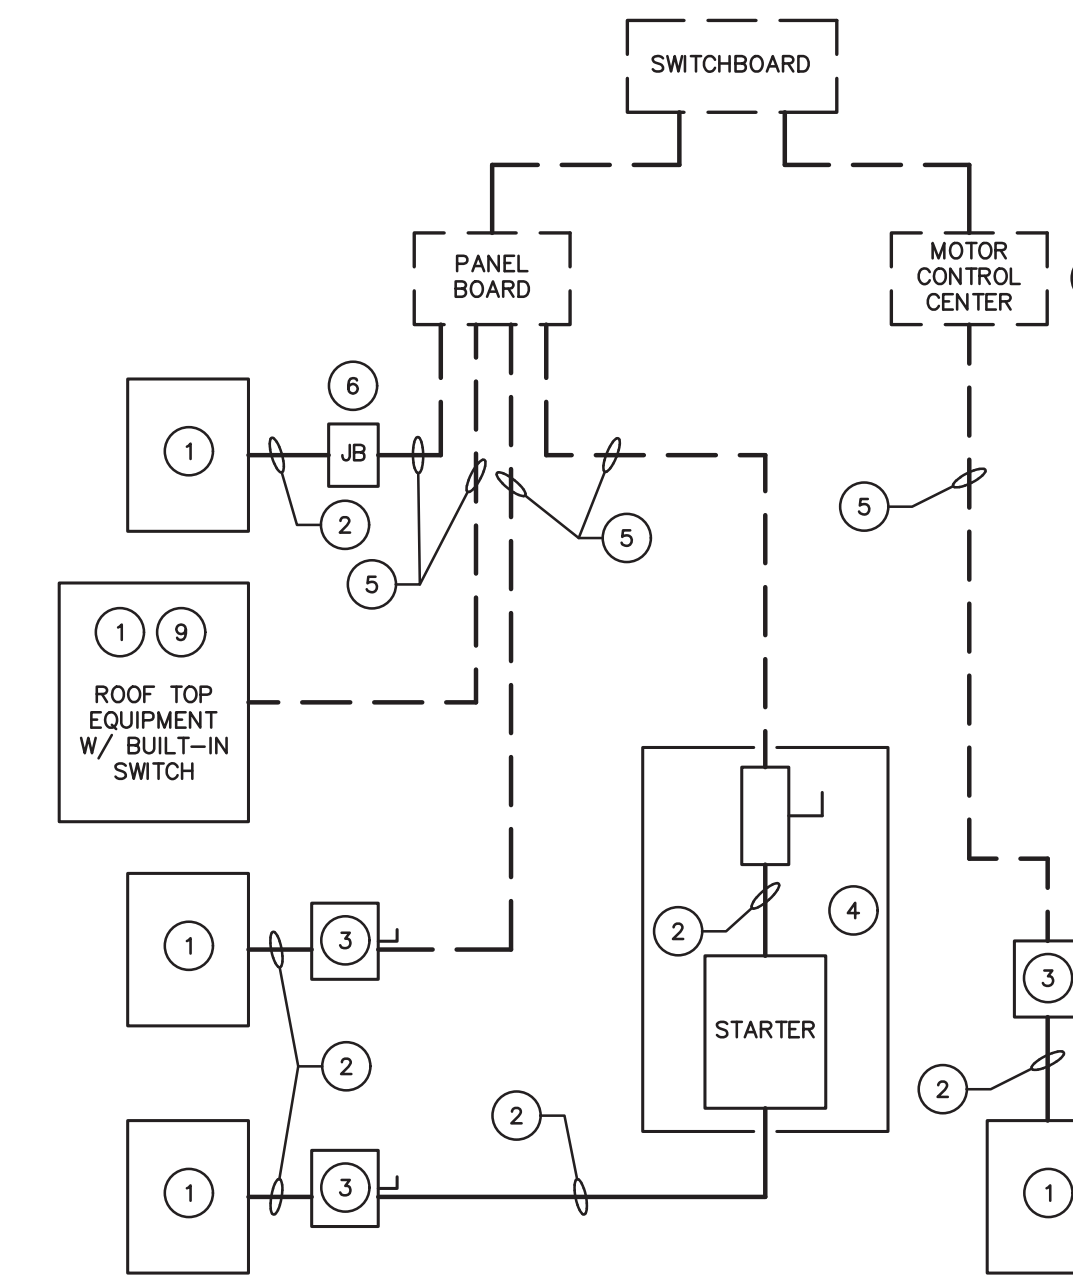 SWITCHBOARD
PANEL
BOARD
MOTOR
CONTROL
CENTER
6
1
JB
2
5
5
5
1 9
ROOF TOP
EQUIPMENT
W/ BUILT-IN
SWITCH
4
2
1
3
3
STARTER
2
2
2
1
3
1